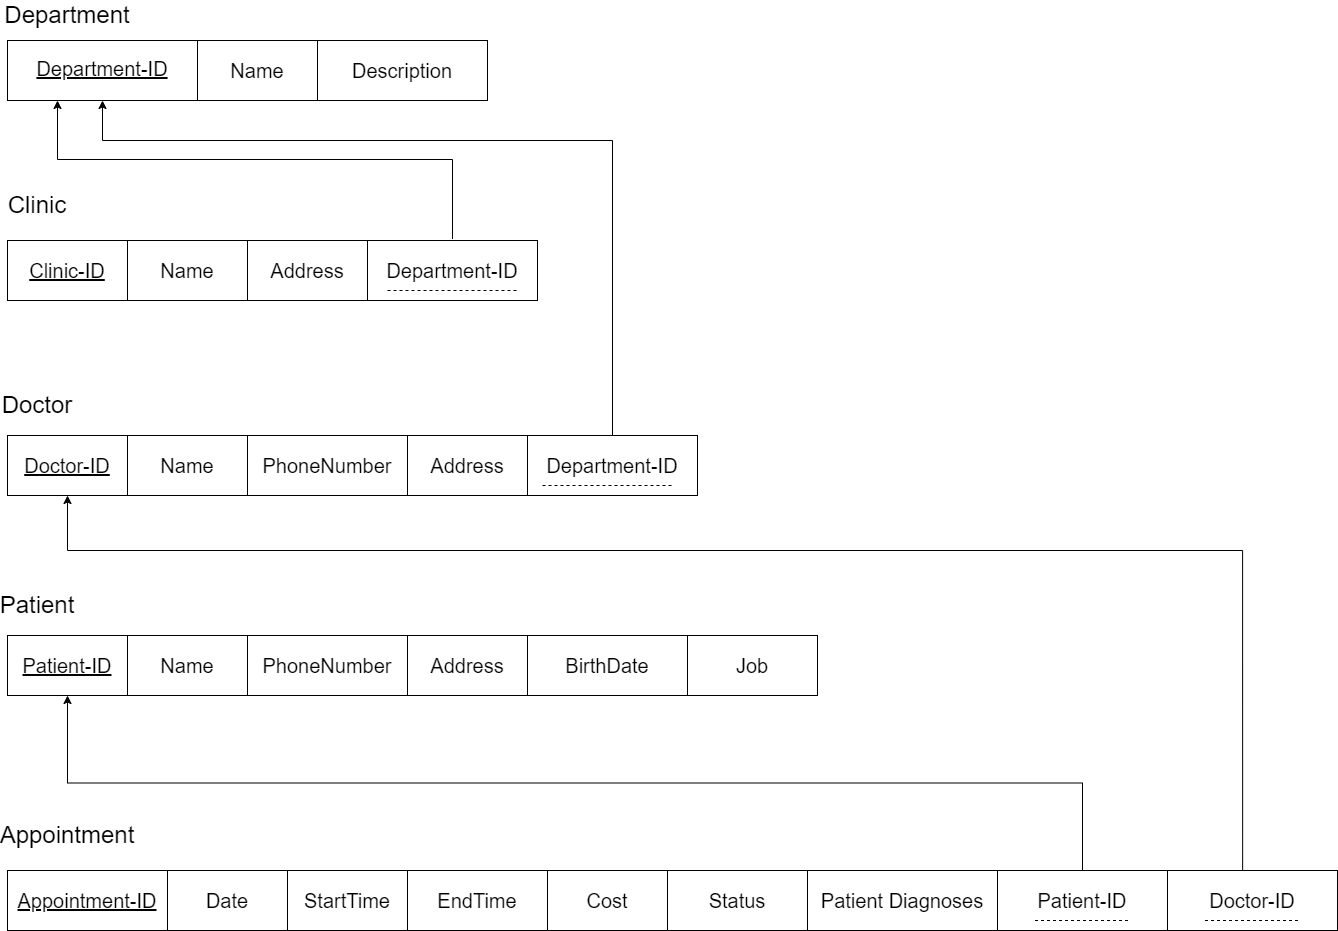 Department
Department-ID Name Description
Clinic
Clinic-ID Name Address Department-ID
Doctor
Doctor-ID Name PhoneNumber Address Department-ID
Patient
Patient-ID Name PhoneNumber Address BirthDate Job
Appointment
Appointment-ID Date StartTime EndTime Cost Status Patient Diagnoses Patient-ID Doctor-ID